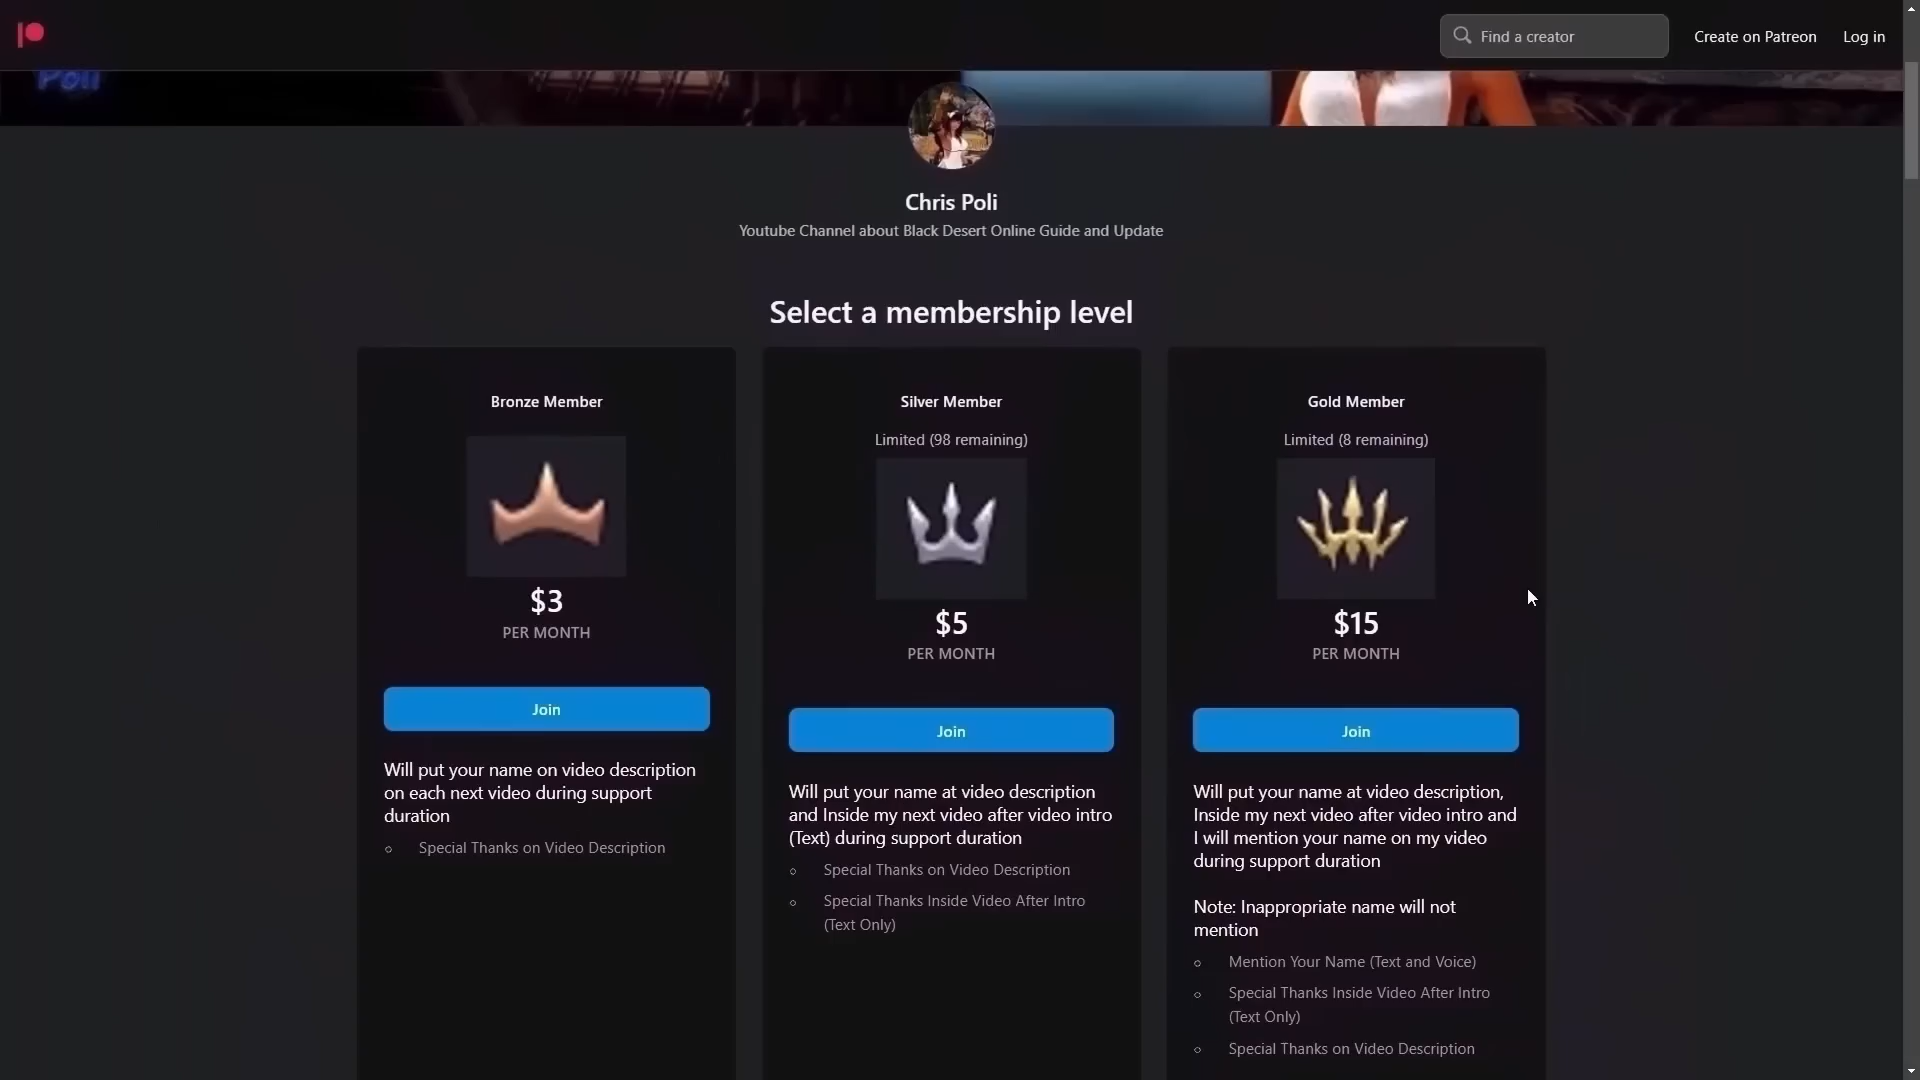 Find a creator
Create on Patreon
Log in
Poli
Chris Poli
Youtube Channel about Black Desert Online Guide and Update
Select a membership level
Bronze Member
$3
PER MONTH
Join
Will put your name on video description
on each next video during support
duration
Special Thanks on Video Description
Silver Member
Limited (98 remaining)
$5
PER MONTH
Join
Will put your name at video description
and Inside my next video after video intro
(Text) during support duration
Special Thanks on Video Description
Special Thanks Inside Video After Intro
(Text Only)
Gold Member
Limited (8 remaining)
$15
PER MONTH
Join
Will put your name at video description,
Inside my next video after video intro and
I will mention your name on my video
during support duration
Note: Inappropriate name will not
mention
Mention Your Name (Text and Voice)
Special Thanks Inside Video After Intro
(Text Only)
Special Thanks on Video Description